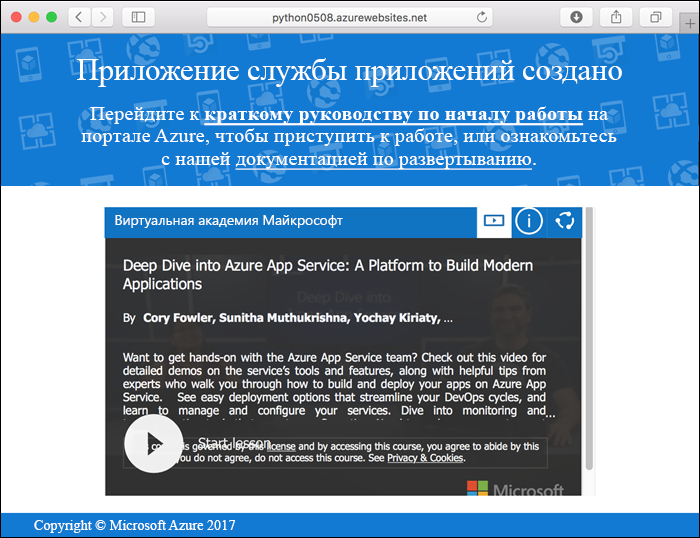 python0508.azurewebsites.net
Приложение службы приложений создано
Перейдите к краткому руководству по началу работы на
портале Azure, чтобы приступить к работе, или ознакомьтесь
с нашей документацией по развертыванию.
Виртуальная академия Майкрософт
Deep Dive into Azure App Service: A Platform to Build Modern
Applications
By Cory Fowler, Sunitha Muthukrishna, Yochay Kiriaty, ...
Want to get hands-on with the Azure App Service team? Check out this video for
detailed demos on the service's tools and features, along with helpful tips from
experts who walk you through how to build and deploy your apps on Azure App
Service. See easy deployment options that streamline your DevOps cycles, and
learn to manage and configure your services. Dive into monitoring and
...
Start lesson
is governed by this license and by accessing this course, you agree to abide by this
you do not agree, do not access this course. See Privacy & Cookies.
Microsoft
Copyright © Microsoft Azure 2017